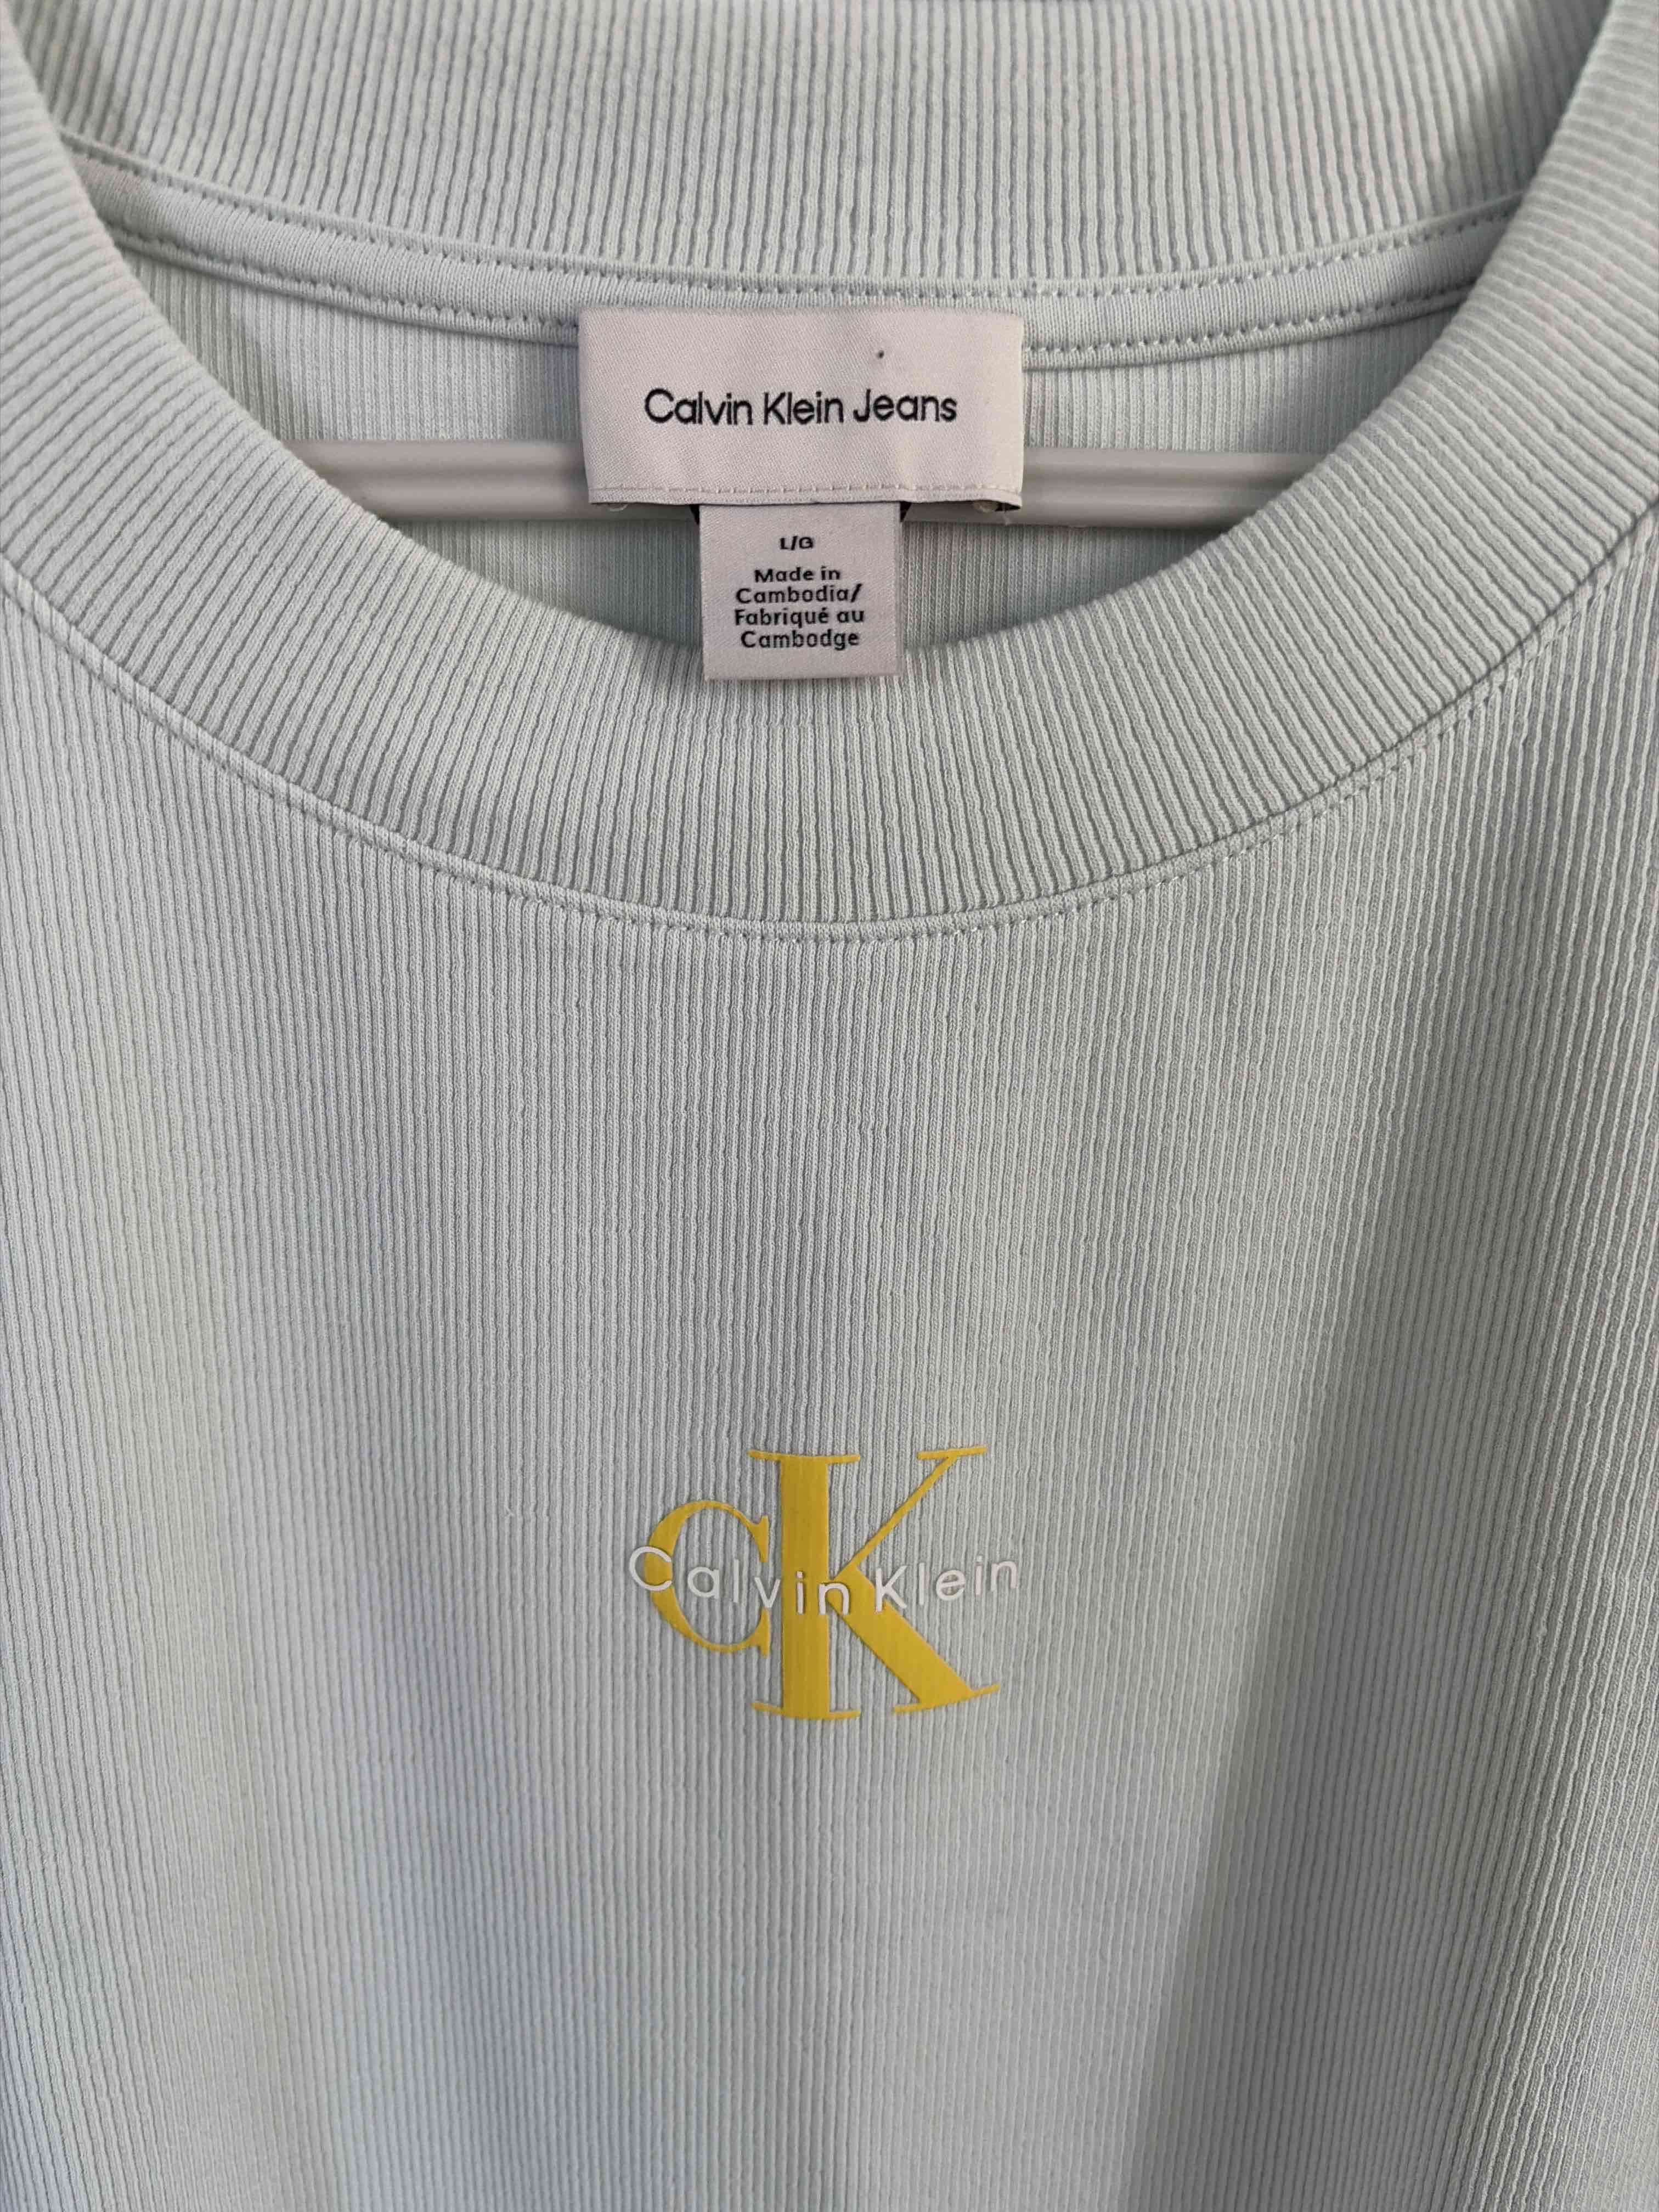 Calvin Klein Jeans
L/G
Made in
Cambodia/
Fabriqué au
Cambodge
CK
Calvin Klein